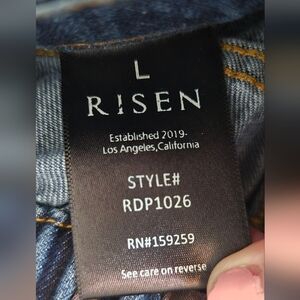 L
RISEN
Established 2019-
Los Angeles,California
STYLE#
RDP1026
RN#159259
See care on reverse